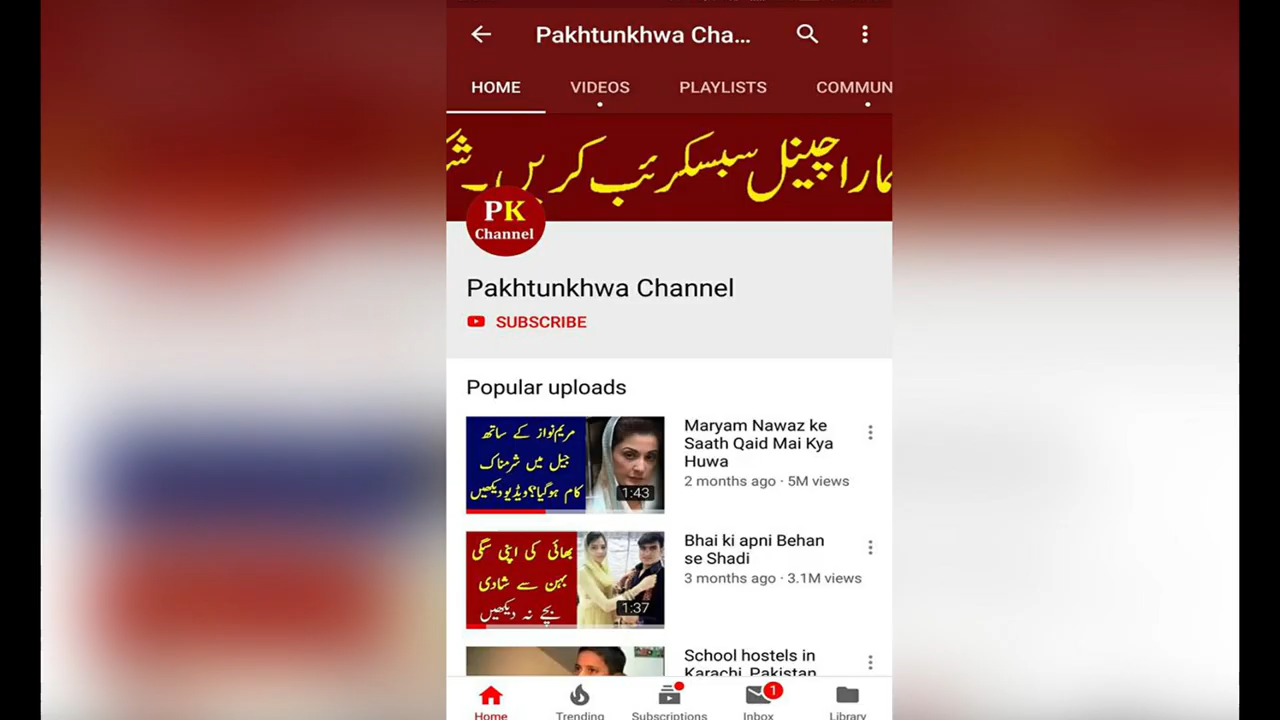 Pakhtunkhwa Cha...
HOME VIDEOS PLAYLISTS COMMUN
ہمارا چینل سبسکرائب کریں۔
PK
Channel
Pakhtunkhwa Channel
SUBSCRIBE
Popular uploads
مریم نواز کے ساتھ
جیل میں شرمناک
کام ہوگیا؟؟ ویڈیو دیکھیں
1:43
Maryam Nawaz ke
Saath Qaid Mai Kya
Huwa
2 months ago · 5M views
بھائی کی اپنی سگی
بہن سے شادی
بچے نہ دیکھیں
1:37
Bhai ki apni Behan
se Shadi
3 months ago · 3.1M views
School hostels in
Karachi, Pakistan
Home Trending Subscriptions Inbox 1 Library